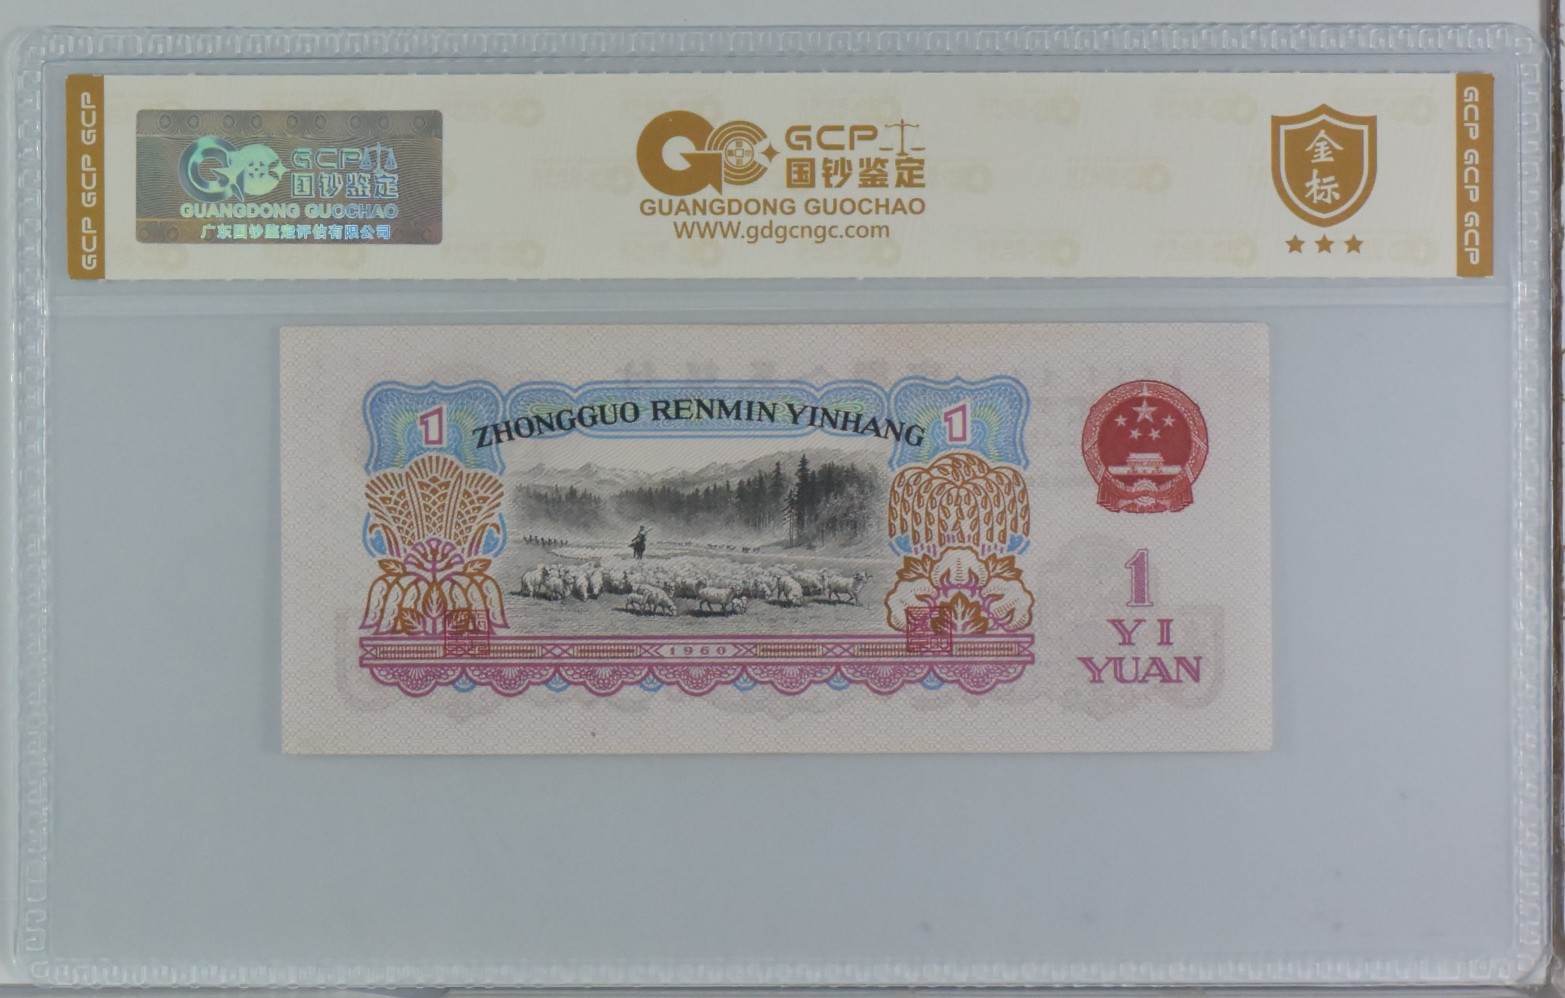 GCP GCP GCP
GCP
国钞鉴定
GUANGDONG GUOCHAO
广东国钞鉴定评估有限公司
GCP
国钞鉴定
GUANGDONG GUOCHAO
WWW.gdgcngc.com
金
标
GCP GCP GCP
1
ZHONGGUO RENMIN YINHANG
1
1960
1
YI
YUAN